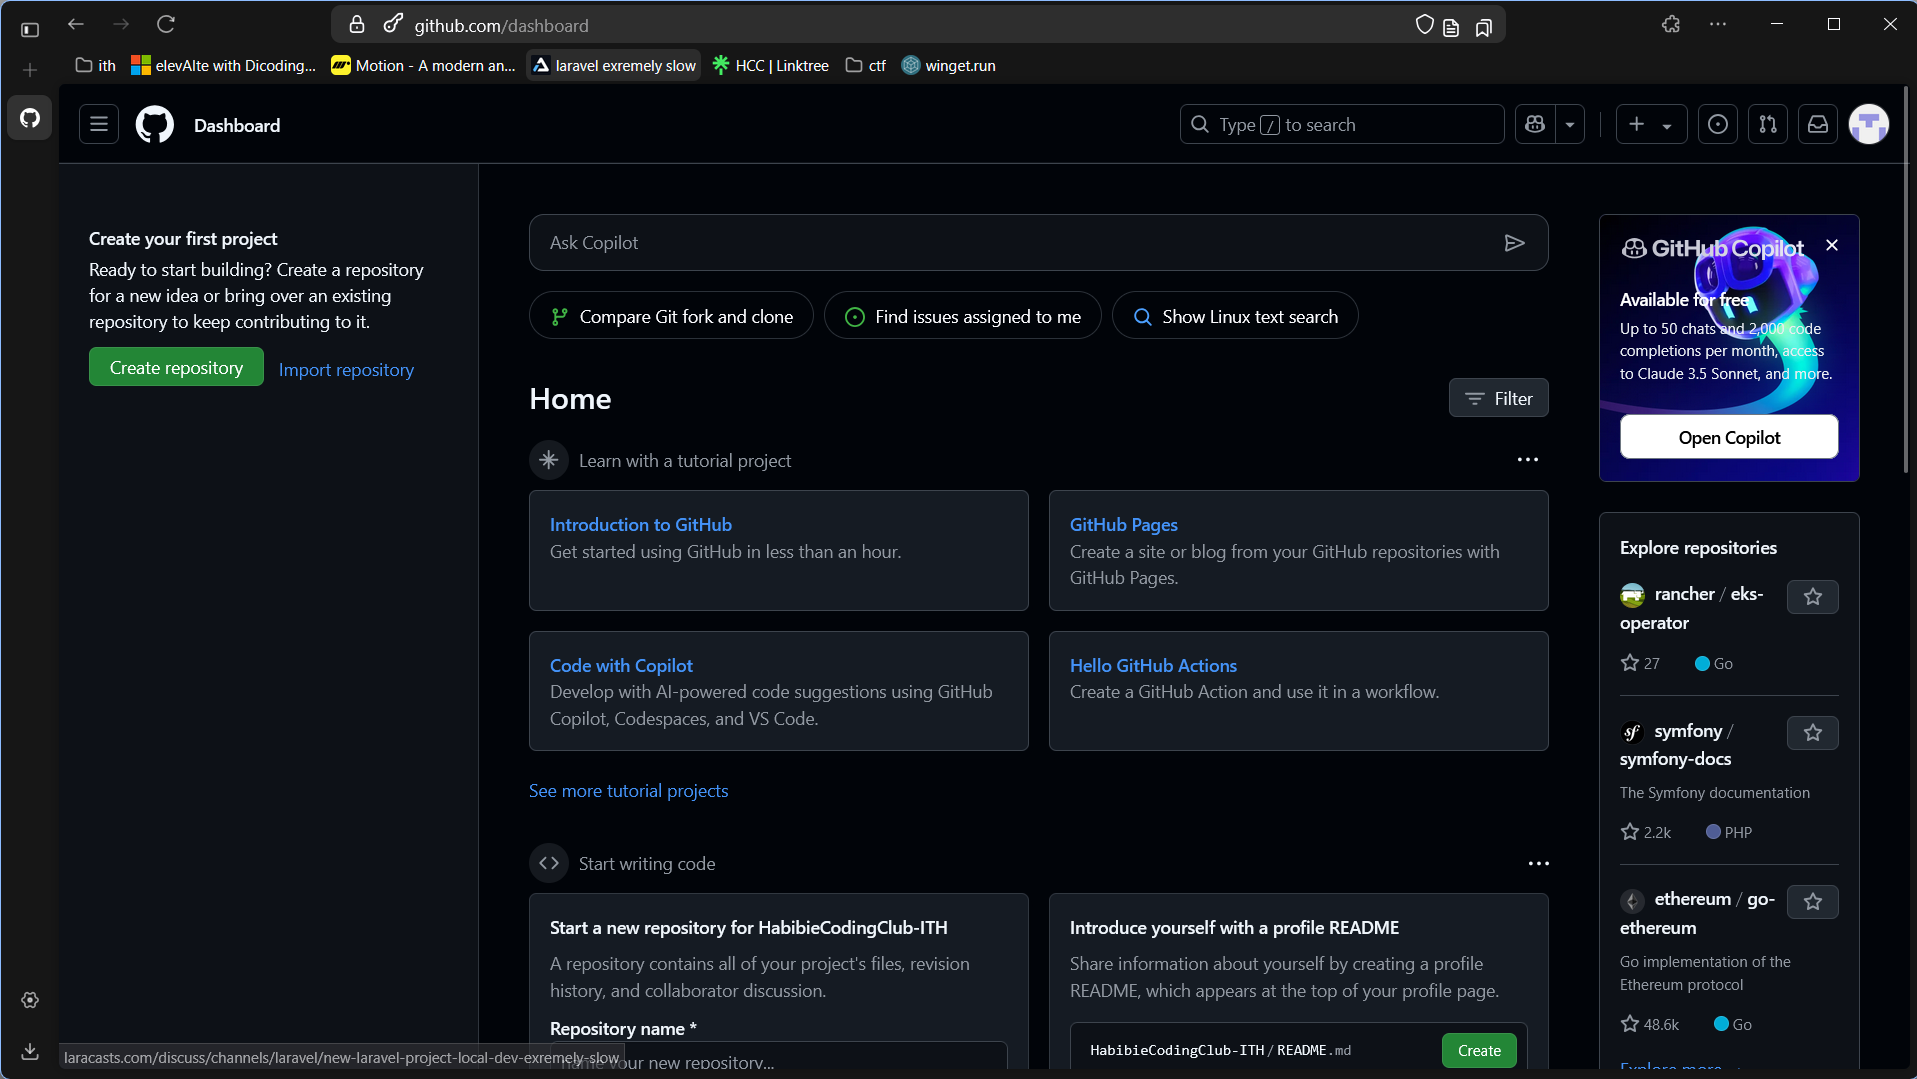 github.com/dashboard
ith
elevAIte with Dicoding...
Motion - A modern an...
laravel exremely slow
HCC | Linktree
ctf
winget.run
Dashboard
Type / to search
Create your first project
Ready to start building? Create a repository
for a new idea or bring over an existing
repository to keep contributing to it.
Create repository
Import repository
Ask Copilot
Compare Git fork and clone
Find issues assigned to me
Show Linux text search
Home
Filter
Learn with a tutorial project
Introduction to GitHub
Get started using GitHub in less than an hour.
GitHub Pages
Create a site or blog from your GitHub repositories with
GitHub Pages.
Code with Copilot
Develop with AI-powered code suggestions using GitHub
Copilot, Codespaces, and VS Code.
Hello GitHub Actions
Create a GitHub Action and use it in a workflow.
See more tutorial projects
Start writing code
Start a new repository for HabibieCodingClub-ITH
A repository contains all of your project's files, revision
history, and collaborator discussion.
Repository name *
name your new repository...
Introduce yourself with a profile README
Share information about yourself by creating a profile
README, which appears at the top of your profile page.
HabibieCodingClub-ITH / README.md
Create
GitHub Copilot
Available for free
Up to 50 chats and 2,000 code
completions per month, access
to Claude 3.5 Sonnet, and more.
Open Copilot
Explore repositories
rancher / eks-
operator
27
Go
symfony /
symfony-docs
The Symfony documentation
2.2k
PHP
ethereum / go-
ethereum
Go implementation of the
Ethereum protocol
48.6k
Go
Explore more
laracasts.com/discuss/channels/laravel/new-laravel-project-local-dev-exremely-slow